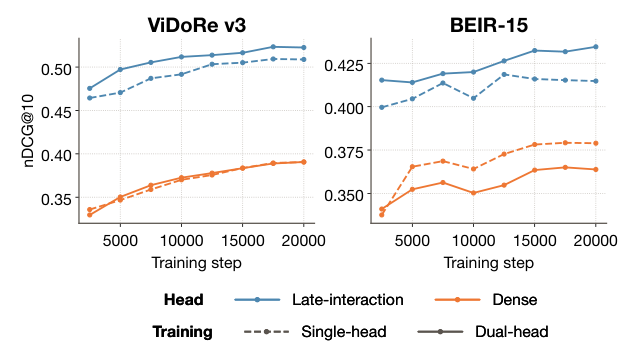 ViDoRe v3
BEIR-15
nDCG@10
0.50
0.45
0.40
0.35
0.425
0.400
0.375
0.350
5000 10000 15000 20000
5000 10000 15000 20000
Training step
Training step
Head Late-interaction Dense
Training Single-head Dual-head